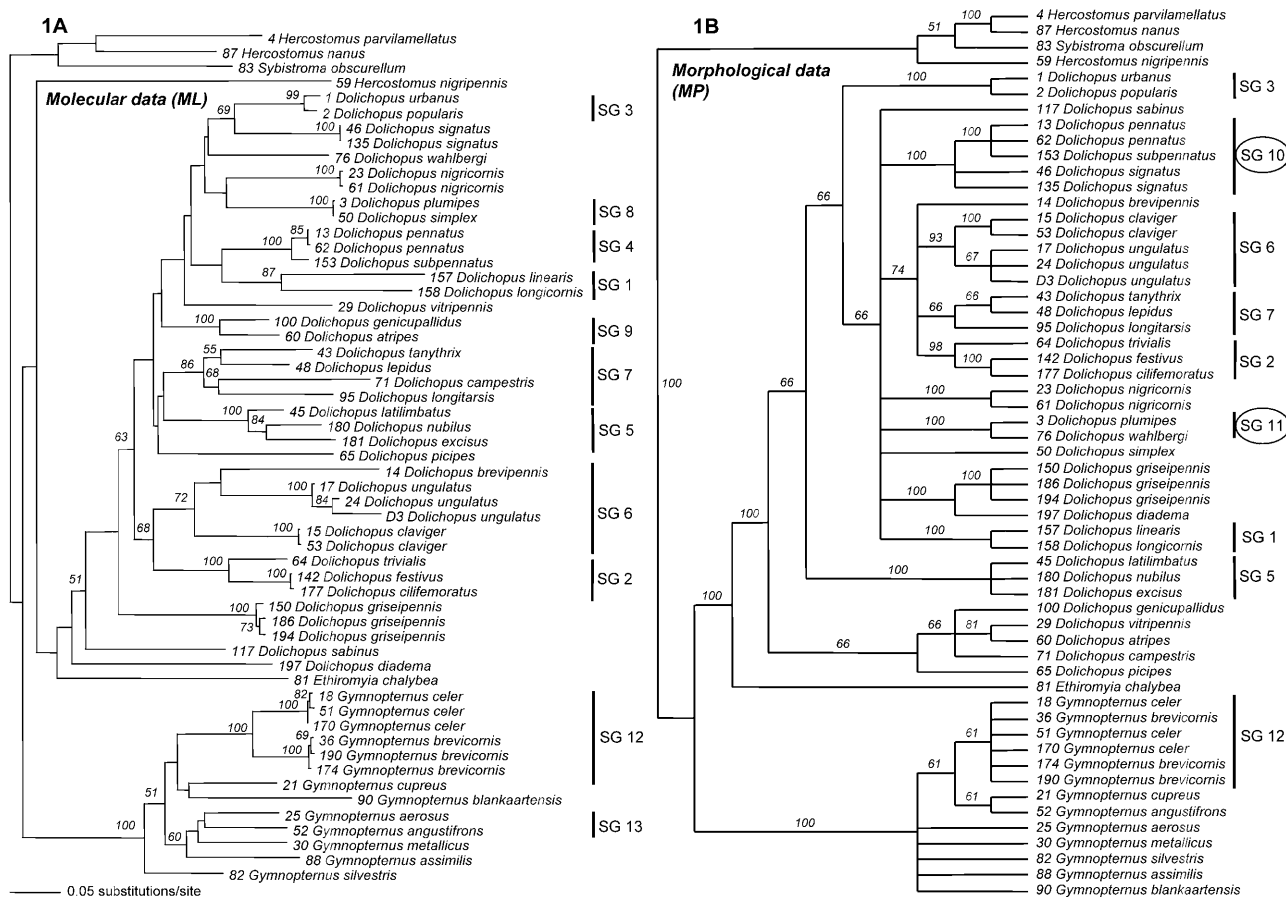 1A
Molecular data (ML)
4 Hercostomus parvilamellatus
87 Hercostomus nanus
83 Sybistroma obscurellum
59 Hercostomus nigripennis
99
1 Dolichopus urbanus
2 Dolichopus popularis
SG 3
69
100
46 Dolichopus signatus
135 Dolichopus signatus
76 Dolichopus wahlbergi
100
23 Dolichopus nigricornis
61 Dolichopus nigricornis
3 Dolichopus plumipes
50 Dolichopus simplex
SG 8
85
13 Dolichopus pennatus
100
62 Dolichopus pennatus
153 Dolichopus subpennatus
SG 4
87
157 Dolichopus linearis
158 Dolichopus longicornis
SG 1
29 Dolichopus vitripennis
100
100 Dolichopus genicupallidus
60 Dolichopus atripes
SG 9
55
43 Dolichopus tanythrix
86
48 Dolichopus lepidus
68
71 Dolichopus campestris
95 Dolichopus longitarsis
SG 7
100
45 Dolichopus latilimbatus
84
180 Dolichopus nubilus
181 Dolichopus excisus
SG 5
63
65 Dolichopus picipes
14 Dolichopus brevipennis
100
17 Dolichopus ungulatus
84
24 Dolichopus ungulatus
D3 Dolichopus ungulatus
72
100
15 Dolichopus claviger
53 Dolichopus claviger
SG 6
68
100
64 Dolichopus trivialis
100
142 Dolichopus festivus
177 Dolichopus cilifemoratus
SG 2
51
100
150 Dolichopus griseipennis
186 Dolichopus griseipennis
73
194 Dolichopus griseipennis
117 Dolichopus sabinus
197 Dolichopus diadema
81 Ethiromyia chalybea
82
18 Gymnopternus celer
51 Gymnopternus celer
100
170 Gymnopternus celer
69
36 Gymnopternus brevicornis
100
190 Gymnopternus brevicornis
174 Gymnopternus brevicornis
SG 12
21 Gymnopternus cupreus
51
90 Gymnopternus blankaartensis
25 Gymnopternus aerosus
52 Gymnopternus angustifrons
SG 13
100
60
30 Gymnopternus metallicus
88 Gymnopternus assimilis
82 Gymnopternus silvestris
0.05 substitutions/site
1B
Morphological data
(MP)
100
51
4 Hercostomus parvilamellatus
87 Hercostomus nanus
83 Sybistroma obscurellum
59 Hercostomus nigripennis
100
1 Dolichopus urbanus
2 Dolichopus popularis
SG 3
117 Dolichopus sabinus
100
100
13 Dolichopus pennatus
62 Dolichopus pennatus
153 Dolichopus subpennatus
46 Dolichopus signatus
135 Dolichopus signatus
SG 10
66
14 Dolichopus brevipennis
93
100
15 Dolichopus claviger
53 Dolichopus claviger
67
17 Dolichopus ungulatus
24 Dolichopus ungulatus
D3 Dolichopus ungulatus
SG 6
74
66
66
43 Dolichopus tanythrix
48 Dolichopus lepidus
95 Dolichopus longitarsis
SG 7
66
98
64 Dolichopus trivialis
100
142 Dolichopus festivus
177 Dolichopus cilifemoratus
SG 2
100
23 Dolichopus nigricornis
61 Dolichopus nigricornis
100
3 Dolichopus plumipes
76 Dolichopus wahlbergi
SG 11
50 Dolichopus simplex
100
100
150 Dolichopus griseipennis
186 Dolichopus griseipennis
194 Dolichopus griseipennis
197 Dolichopus diadema
100
157 Dolichopus linearis
158 Dolichopus longicornis
SG 1
66
100
45 Dolichopus latilimbatus
180 Dolichopus nubilus
181 Dolichopus excisus
SG 5
100
100 Dolichopus genicupallidus
66
66
81
29 Dolichopus vitripennis
60 Dolichopus atripes
71 Dolichopus campestris
65 Dolichopus picipes
100
100
81 Ethiromyia chalybea
18 Gymnopternus celer
36 Gymnopternus brevicornis
61
51 Gymnopternus celer
170 Gymnopternus celer
174 Gymnopternus brevicornis
190 Gymnopternus brevicornis
SG 12
61
61
21 Gymnopternus cupreus
52 Gymnopternus angustifrons
100
25 Gymnopternus aerosus
30 Gymnopternus metallicus
82 Gymnopternus silvestris
88 Gymnopternus assimilis
90 Gymnopternus blankaartensis